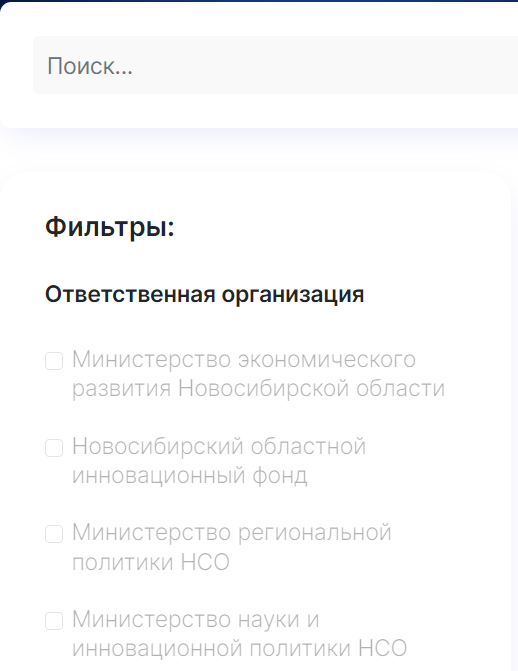 Поиск...
Фильтры:
Ответственная организация
Министерство экономического
развития Новосибирской области
Новосибирский областной
инновационный фонд
Министерство региональной
политики НСО
Министерство науки и
инновационной политики НСО